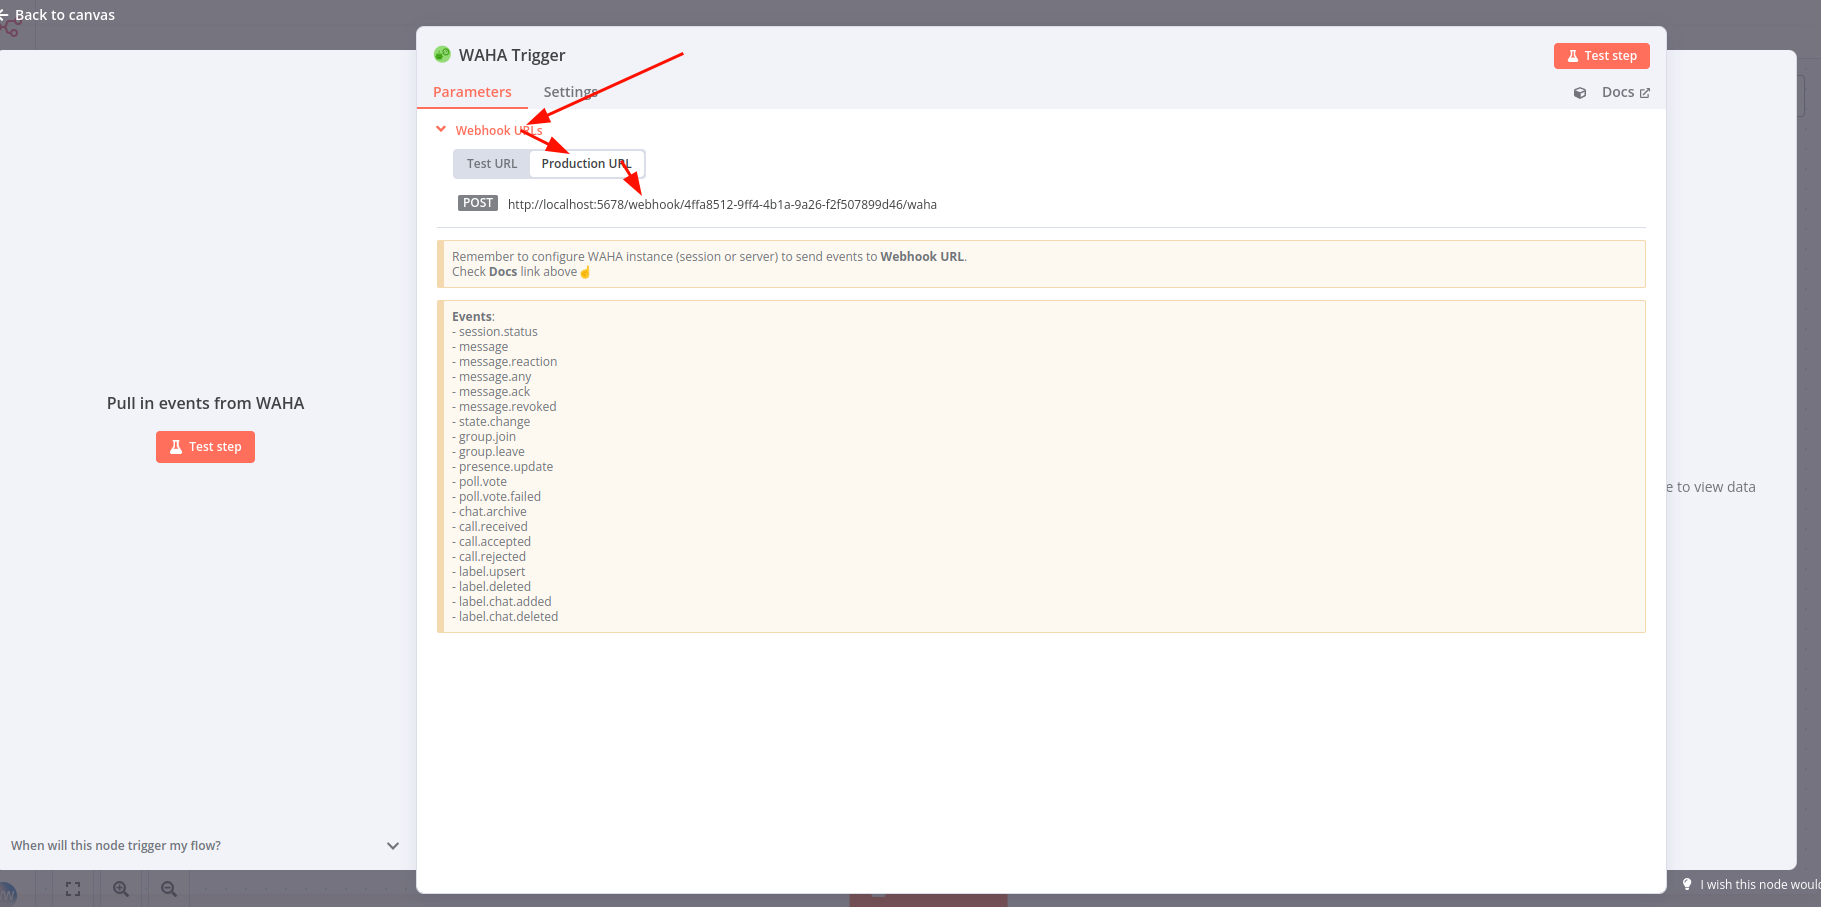 Back to canvas
WAHA Trigger
Test step
Parameters
Settings
Docs
Webhook URLs
Test URL
Production URL
POST
http://localhost:5678/webhook/4ffa8512-9ff4-4b1a-9a26-f2f507899d46/waha
Remember to configure WAHA instance (session or server) to send events to Webhook URL.
Check Docs link above☝️
Events:
- session.status
- message
- message.reaction
- message.any
- message.ack
- message.revoked
- state.change
- group.join
- group.leave
- presence.update
- poll.vote
- poll.vote.failed
- chat.archive
- call.received
- call.accepted
- call.rejected
- label.upsert
- label.deleted
- label.chat.added
- label.chat.deleted
Pull in events from WAHA
Test step
When will this node trigger my flow?
e to view data
I wish this node would